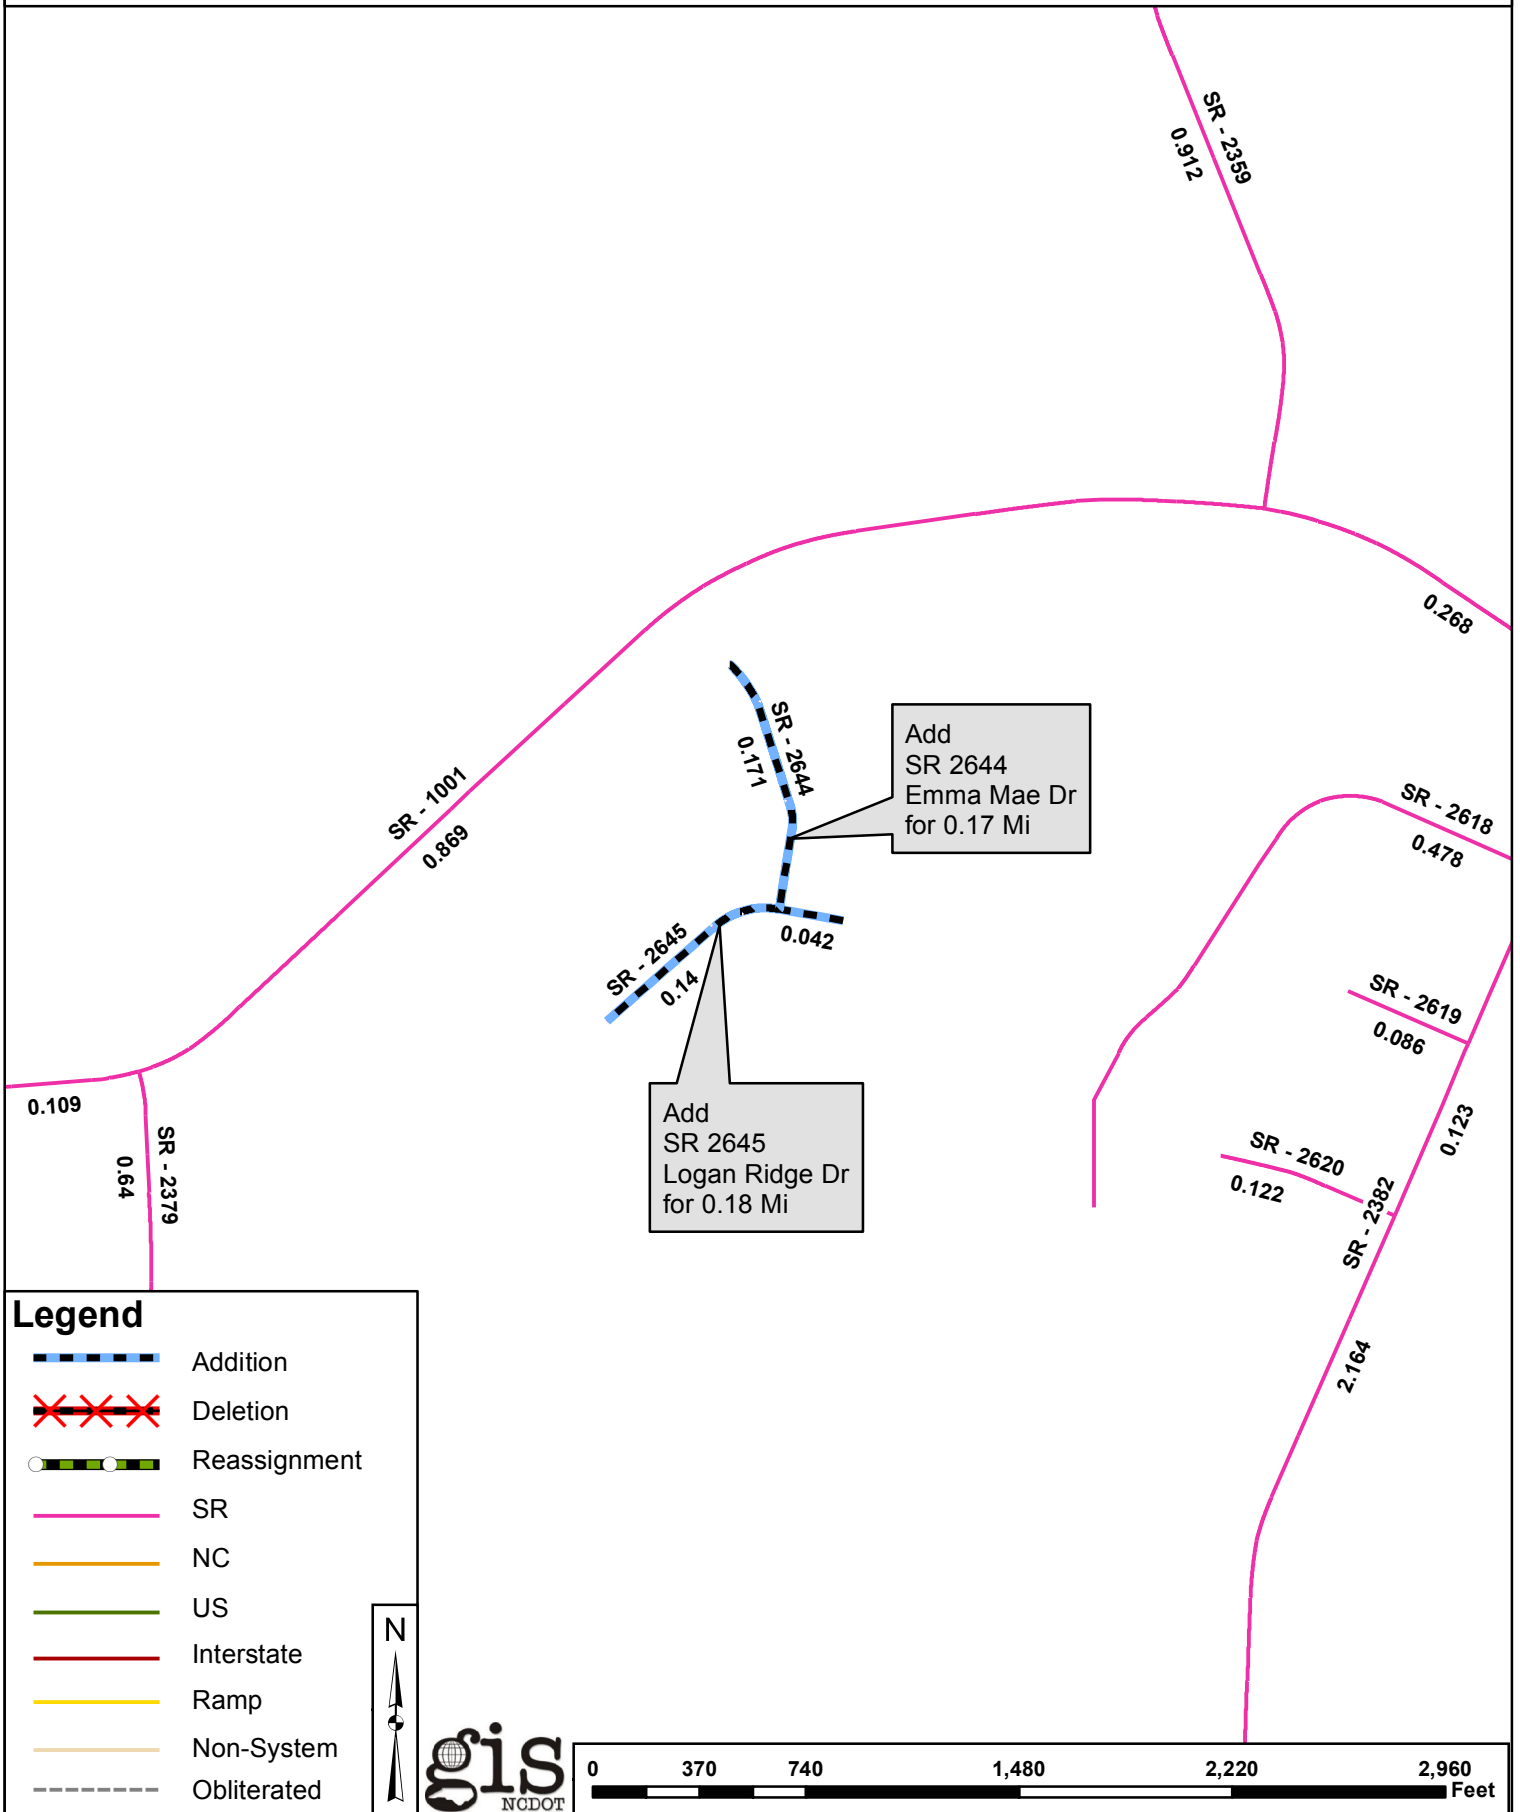 SR - 2359
0.912
0.268
SR - 2644
0.171
Add
SR 2644
Emma Mae Dr
for 0.17 Mi
SR - 1001
0.869
SR - 2618
0.478
SR - 2645
0.14
0.042
SR - 2619
0.086
0.109
SR - 2379
0.64
Add
SR 2645
Logan Ridge Dr
for 0.18 Mi
0.123
SR - 2620
0.122
SR - 2382
2.164
Legend
Addition
Deletion
Reassignment
SR
NC
US
Interstate
Ramp
Non-System
Obliterated
N
gis
NCDOT
0 370 740 1,480 2,220 2,960
Feet